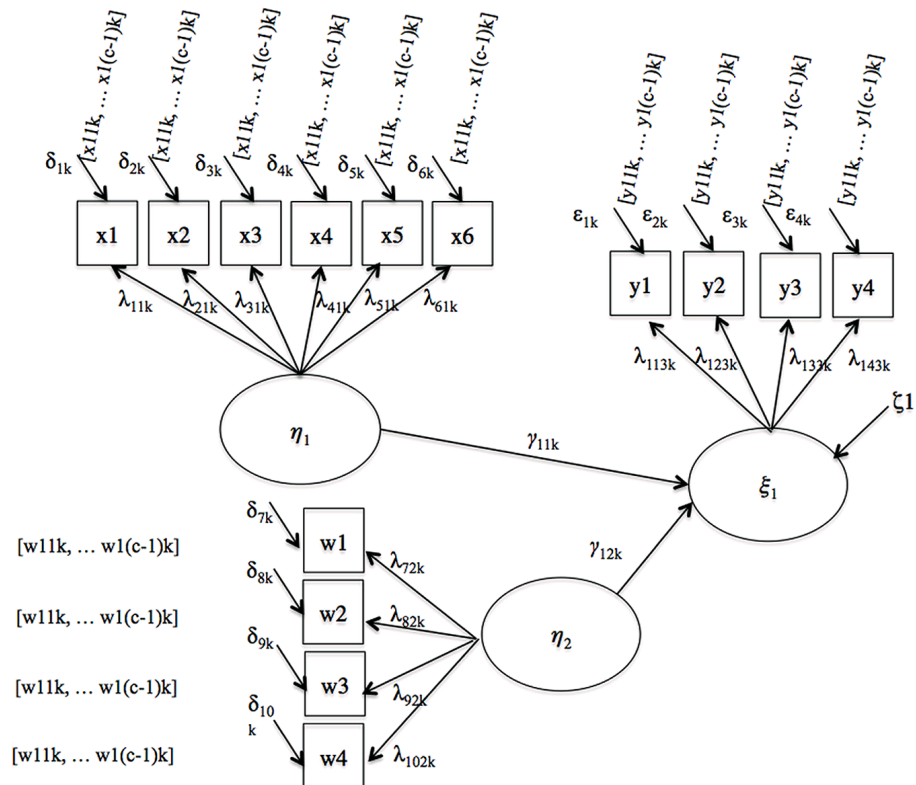 [x11k, … x1(c-1)k]
[x11k, … x1(c-1)k]
[x11k, … x1(c-1)k]
[x11k, … x1(c-1)k]
[x11k, … x1(c-1)k]
[x11k, … x1(c-1)k]
[y11k, … y1(c-1)k]
[y11k, … y1(c-1)k]
[y11k, … y1(c-1)k]
[y11k, … y1(c-1)k]
δ1k δ2k δ3k δ4k δ5k δ6k
x1 x2 x3 x4 x5 x6
ε1k ε2k ε3k ε4k
y1 y2 y3 y4
λ11k λ21k λ31k λ41k λ51k λ61k
λ113k λ123k λ133k λ143k
ζ1
η1
γ11k
ξ1
δ7k
[w11k, … w1(c-1)k] w1
λ72k
γ12k
δ8k
[w11k, … w1(c-1)k] w2
λ82k
η2
δ9k
[w11k, … w1(c-1)k] w3
λ92k
δ10
k
[w11k, … w1(c-1)k] w4
λ102k